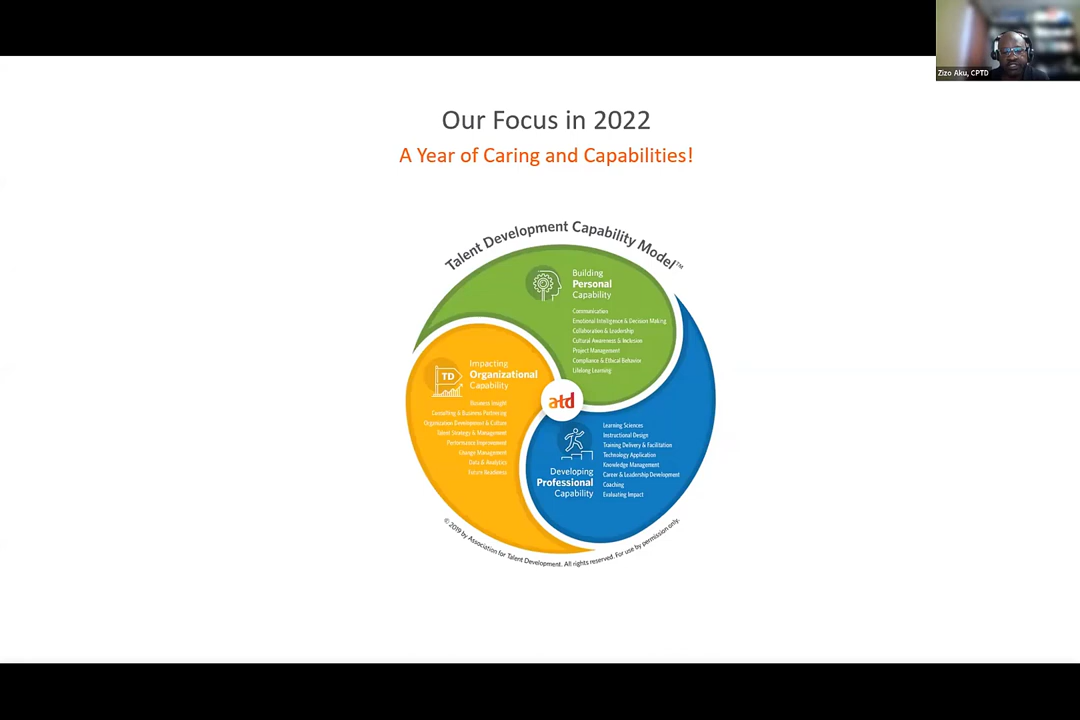 Zizo Aku, CPTD
Our Focus in 2022
A Year of Caring and Capabilities!
Talent Development Capability Model™
Building
Personal
Capability
Communication
Emotional Intelligence & Decision Making
Collaboration & Leadership
Cultural Awareness & Inclusion
Project Management
Compliance & Ethical Behavior
Lifelong Learning
TD
Impacting
Organizational
Capability
Business Insight
Consulting & Business Partnering
Organization Development & Culture
Talent Strategy & Management
Performance Improvement
Change Management
Data & Analytics
Future Readiness
atd
Developing
Professional
Capability
Learning Sciences
Instructional Design
Training Delivery & Facilitation
Technology Application
Knowledge Management
Career & Leadership Development
Coaching
Evaluating Impact
© 2019 by Association for Talent Development. All rights reserved. For use by permission only.